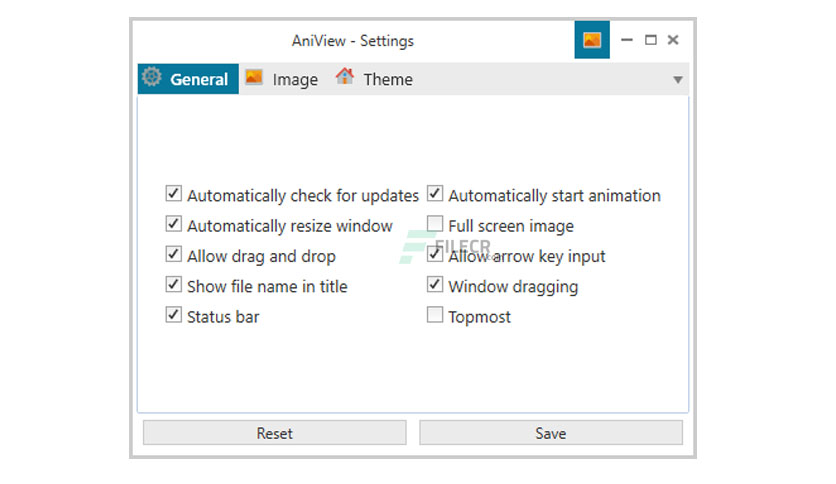 AniView - Settings
General Image Theme
Automatically check for updates Automatically start animation
Automatically resize window Full screen image
FILECR
.com
Allow drag and drop Allow arrow key input
Show file name in title Window dragging
Status bar Topmost
Reset Save